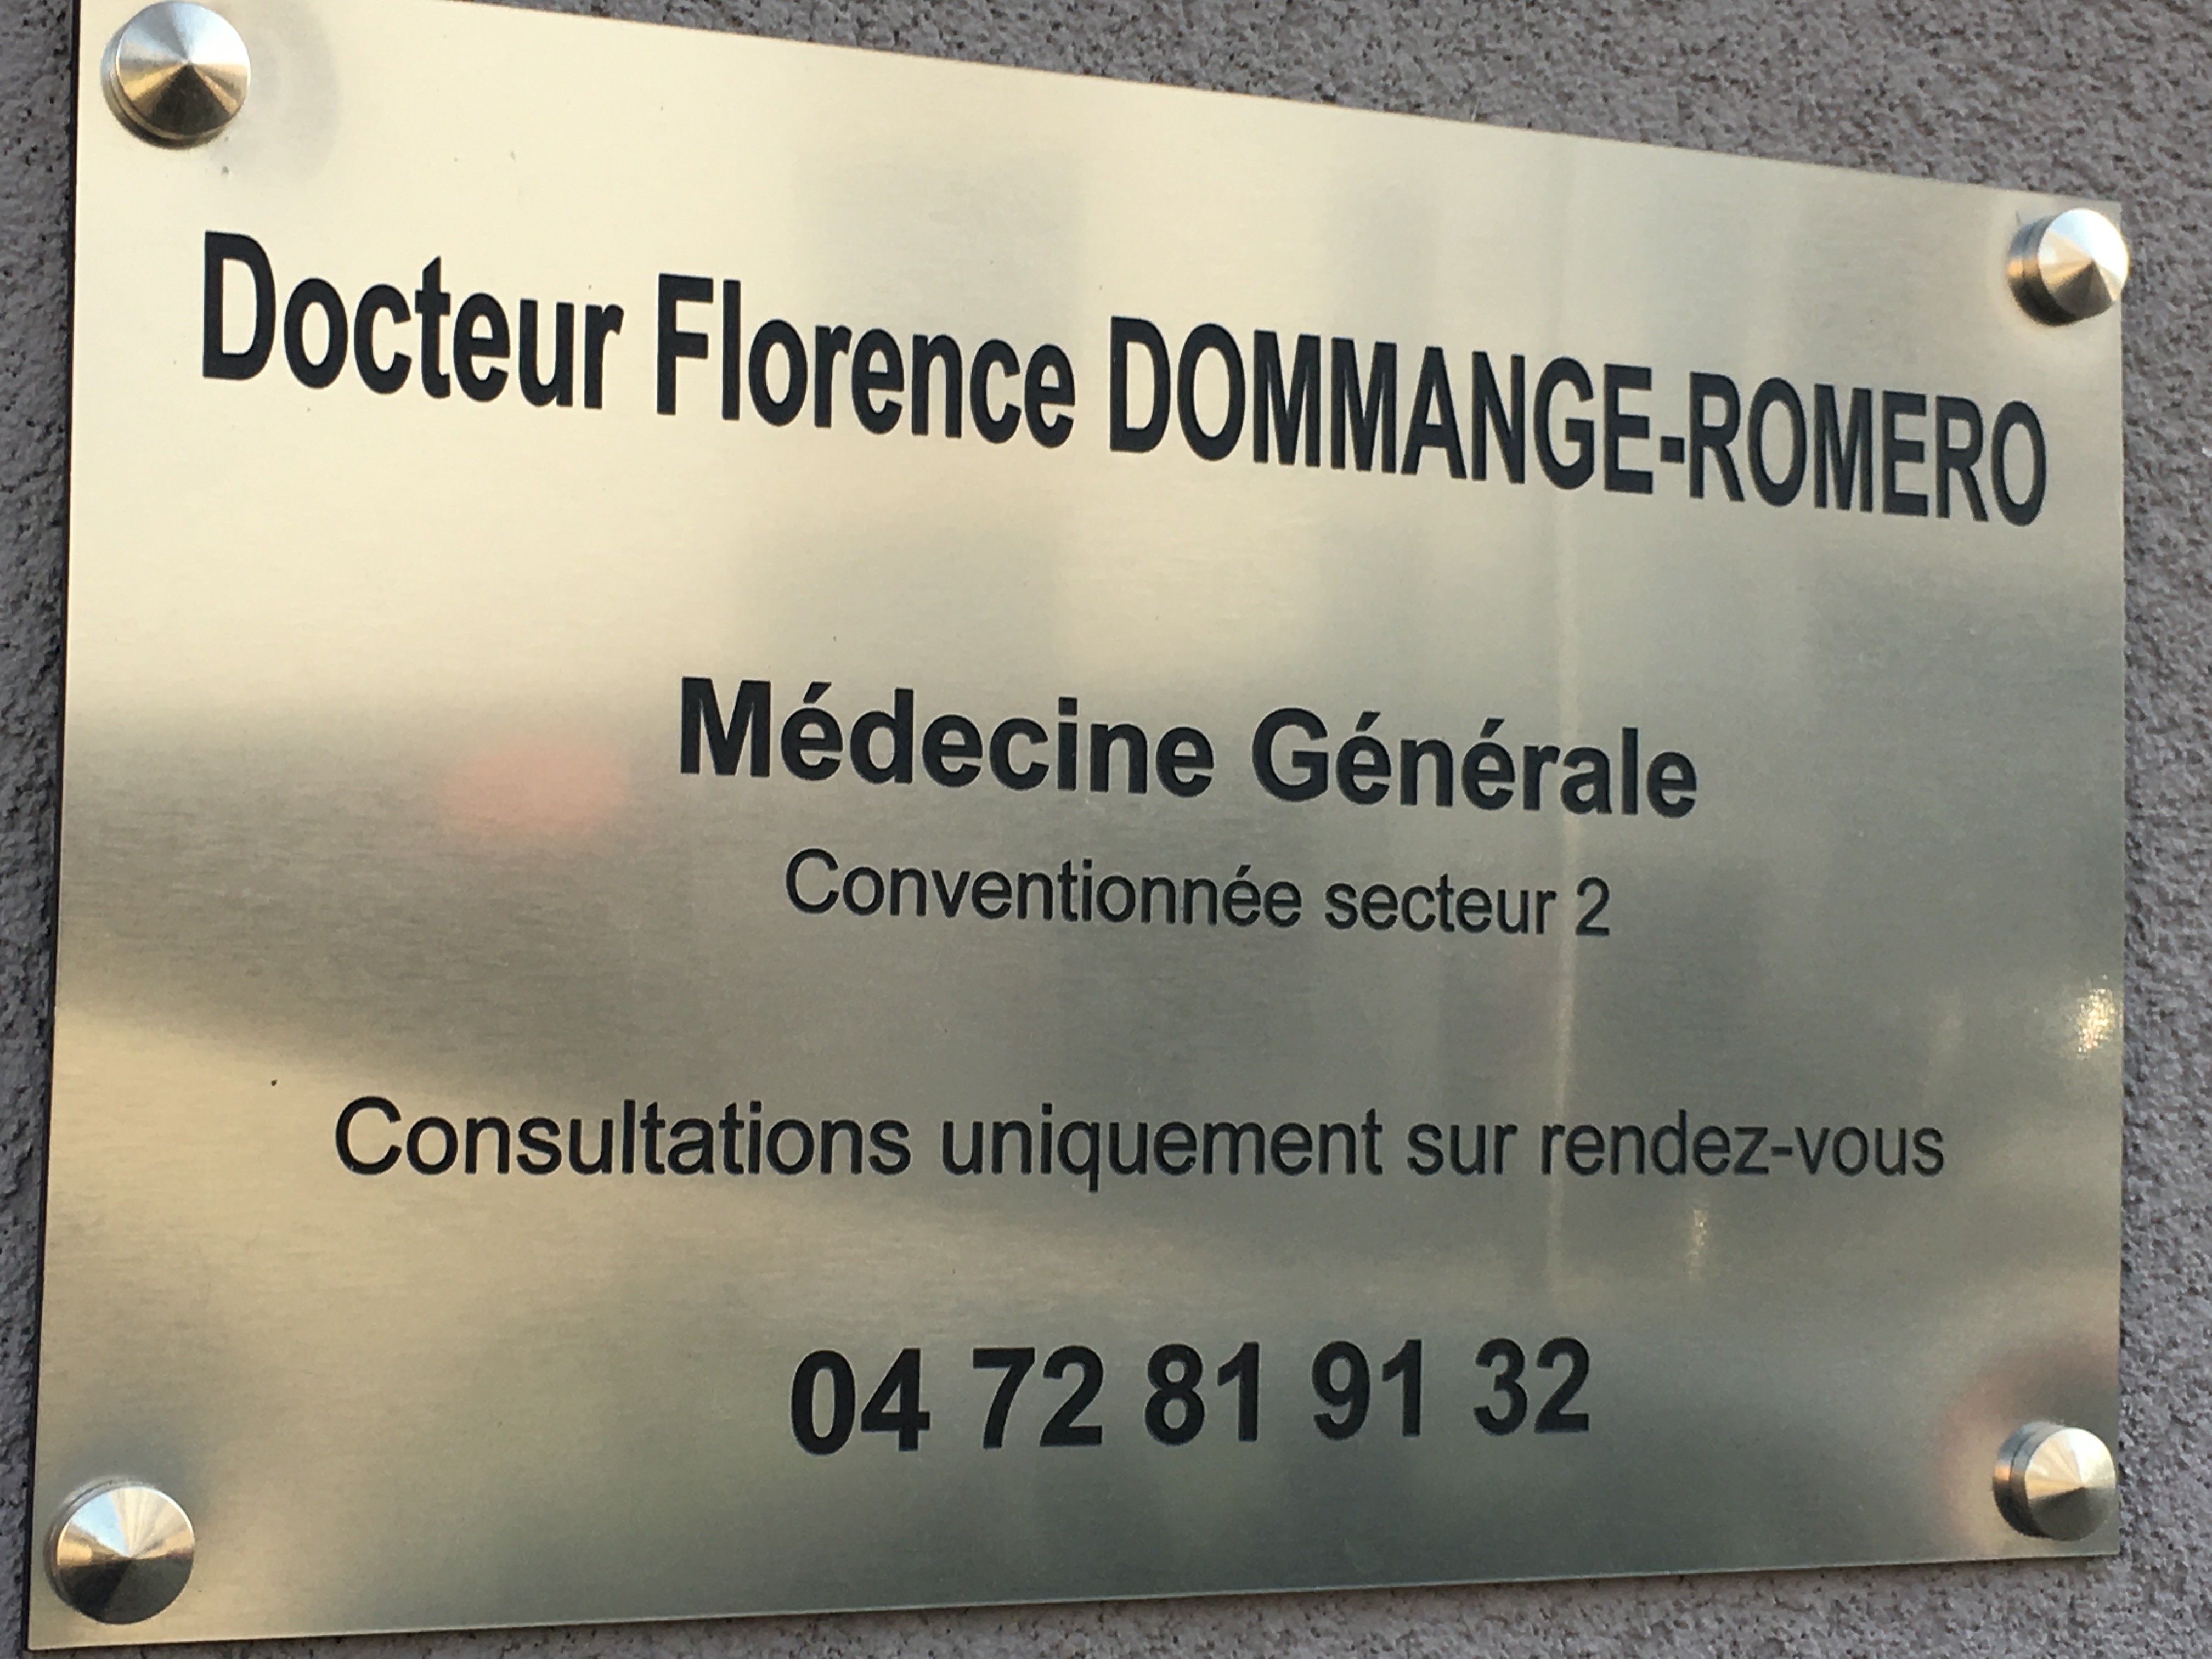 Docteur Florence DOMMANGE-ROMERO
Médecine Générale
Conventionnée secteur 2
Consultations uniquement sur rendez-vous
04 72 81 91 32